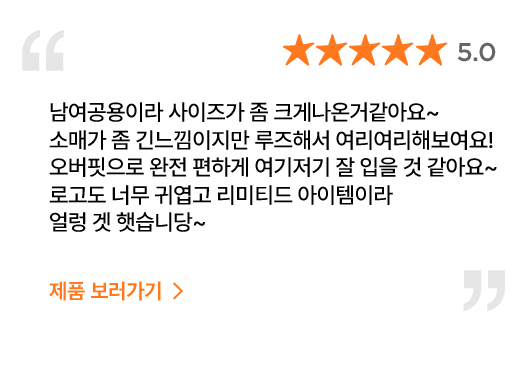 5.0
남여공용이라 사이즈가 좀 크게나온거같아요~
소매가 좀 긴느낌이지만 루즈해서 여리여리해보여요!
오버핏으로 완전 편하게 여기저기 잘 입을 것 같아요~
로고도 너무 귀엽고 리미티드 아이템이라
얼렁 겟 햇습니당~
제품 보러가기 >